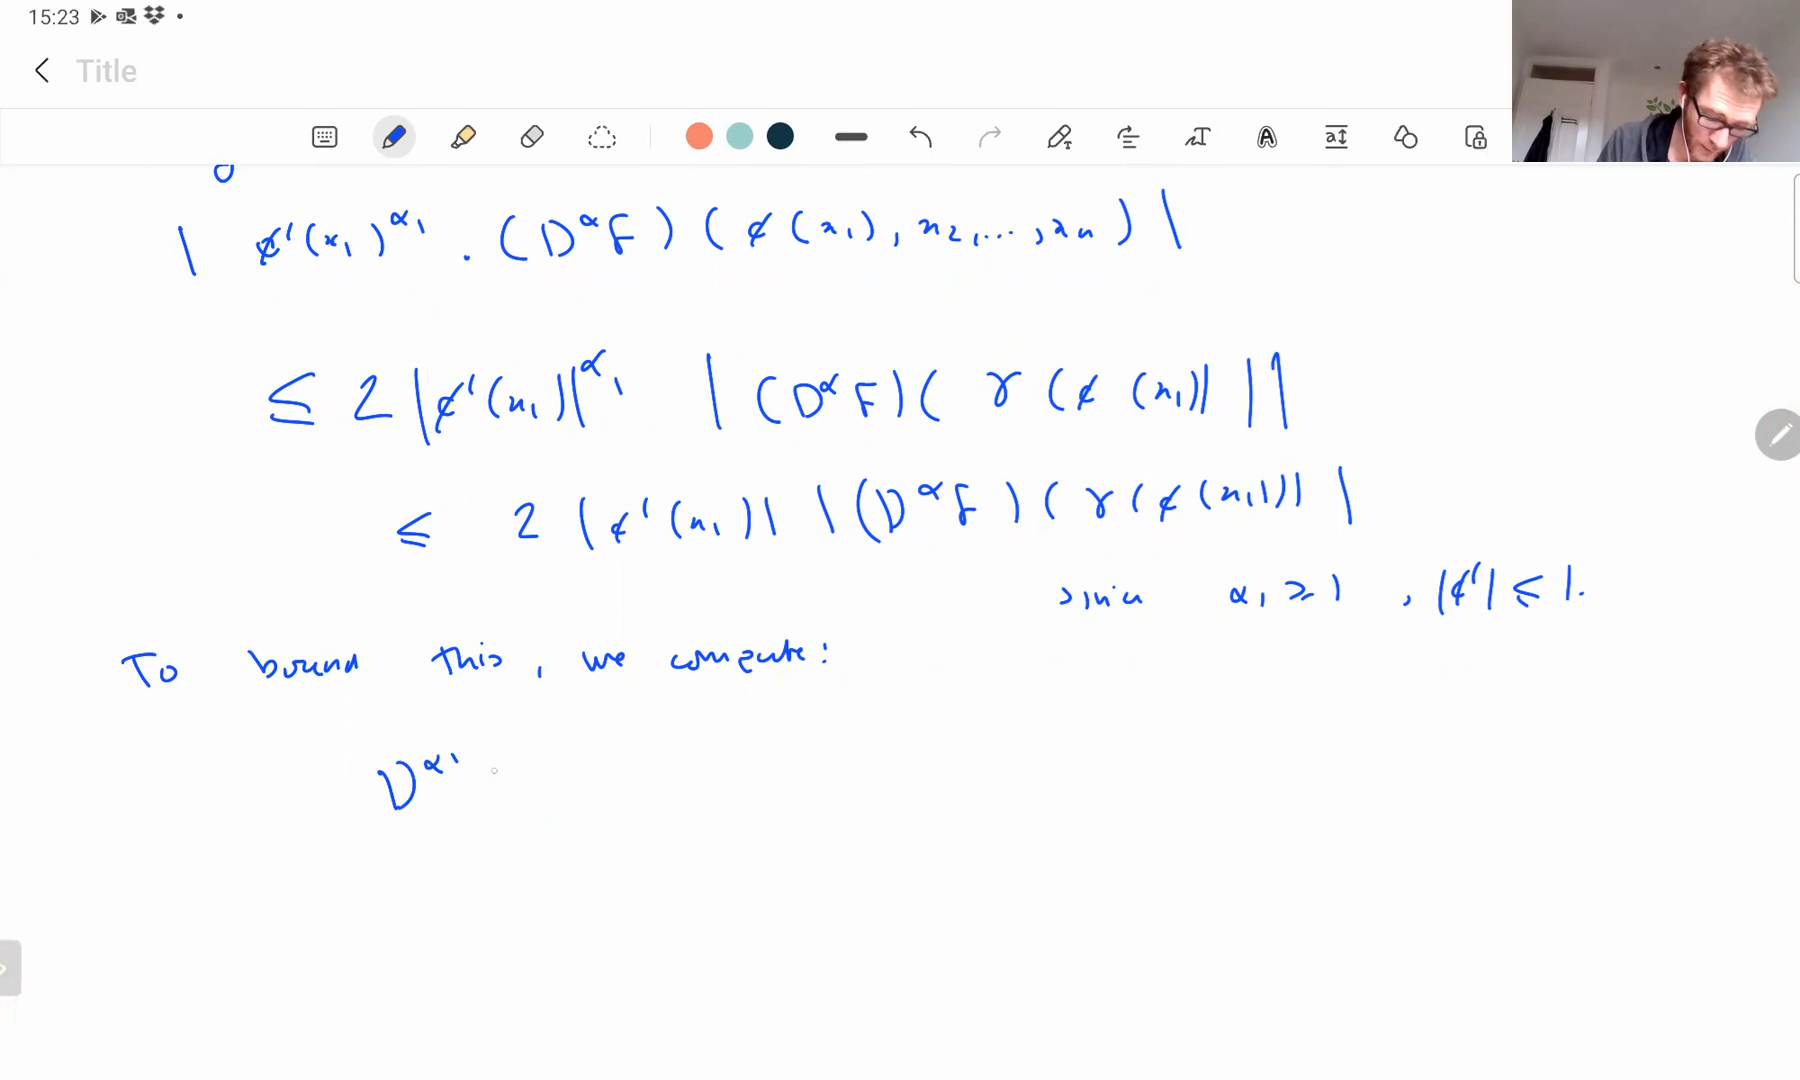 15:23
Title
| φ'(x₁)^α₁ . (D^α F) (φ(x₁), x₂, ..., xₙ) |
≤ 2 |φ'(x₁)|^α₁ | (D^α F)( γ (φ (x₁)| ||
≤ 2 |φ'(x₁)| | (D^α F) ( γ (φ(x₁)) |
since α₁ ≥ 1 , |φ'| ≤ 1.
To bound this, we compute:
D^α'